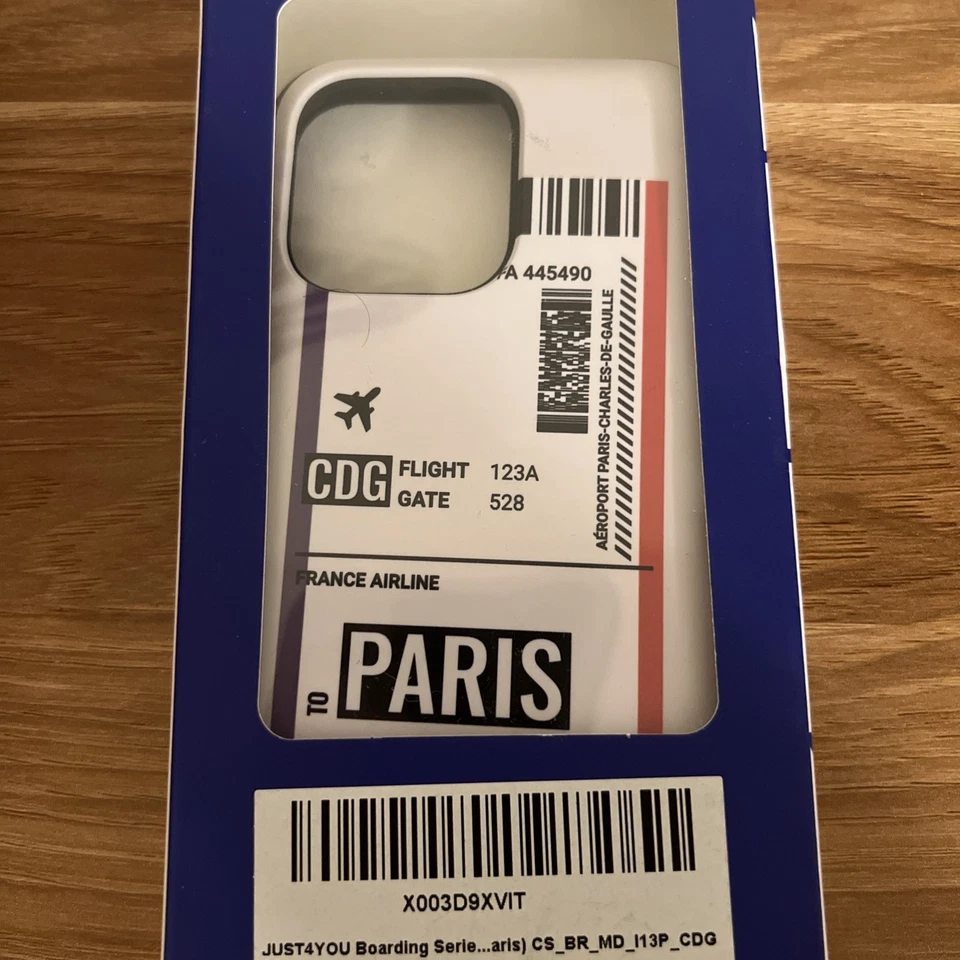 A 445490
AÉROPORT PARIS-CHARLES-DE-GAULLE
CDG FLIGHT 123A
GATE 528
FRANCE AIRLINE
TO PARIS
X003D9XVIT
JUST4YOU Boarding Serie...aris) CS_BR_MD_I13P_CDG